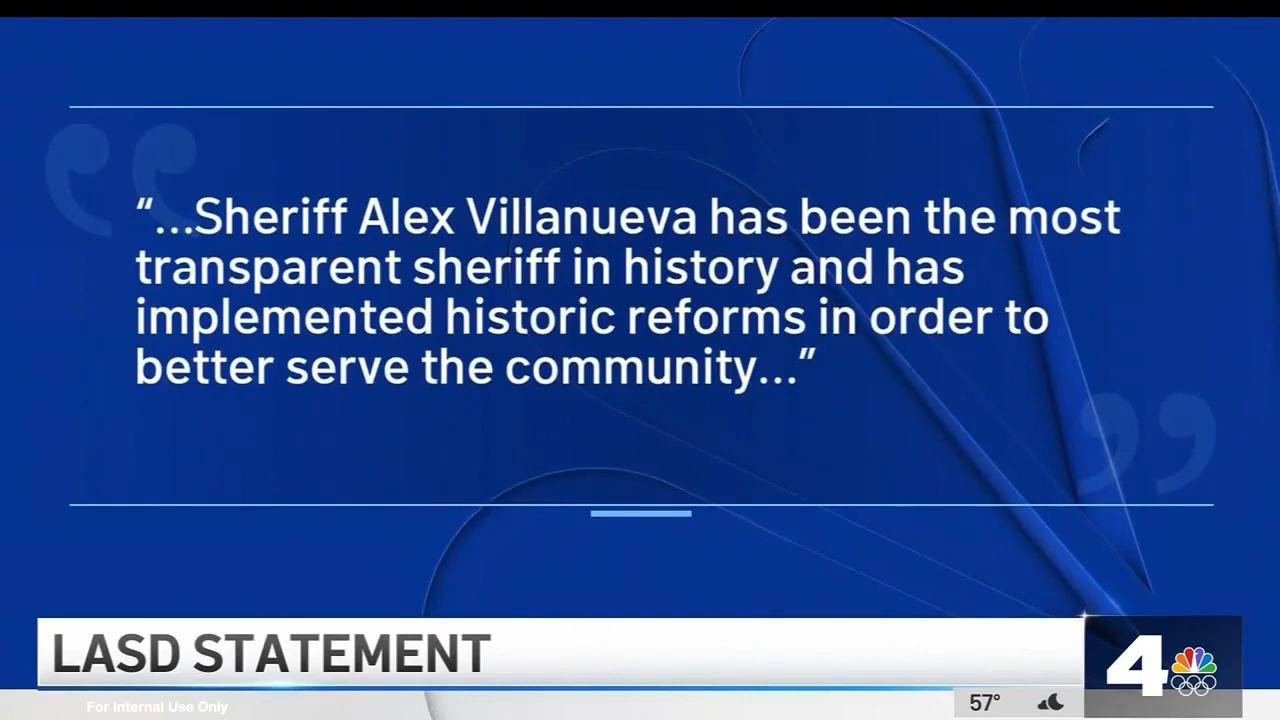 “...Sheriff Alex Villanueva has been the most
transparent sheriff in history and has
implemented historic reforms in order to
better serve the community...”
LASD STATEMENT
4
For Internal Use Only
57°